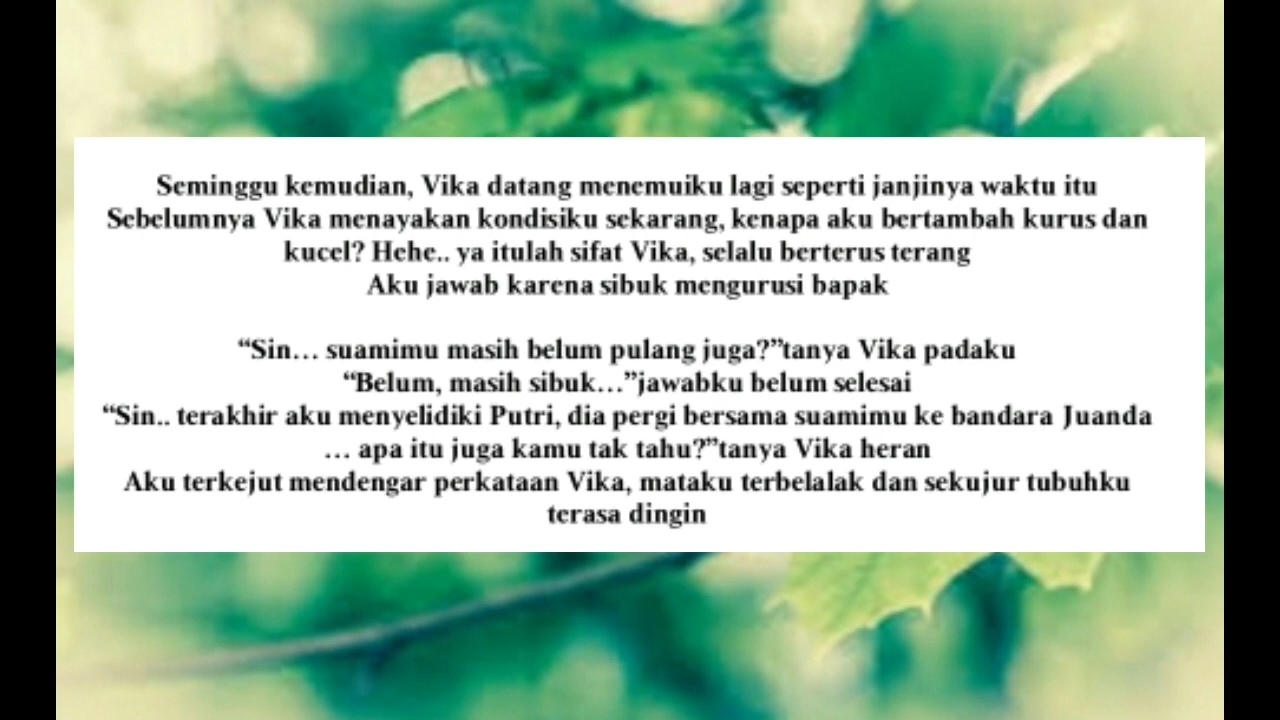 Seminggu kemudian, Vika datang menemuiku lagi seperti janjinya waktu itu
Sebelumnya Vika menayakan kondisiku sekarang, kenapa aku bertambah kurus dan
kucel? Hehe.. ya itulah sifat Vika, selalu berterus terang
Aku jawab karena sibuk mengurusi bapak
“Sin… suamimu masih belum pulang juga?”tanya Vika padaku
“Belum, masih sibuk…”jawabku belum selesai
“Sin.. terakhir aku menyelidiki Putri, dia pergi bersama suamimu ke bandara Juanda
… apa itu juga kamu tak tahu?”tanya Vika heran
Aku terkejut mendengar perkataan Vika, mataku terbelalak dan sekujur tubuhku
terasa dingin